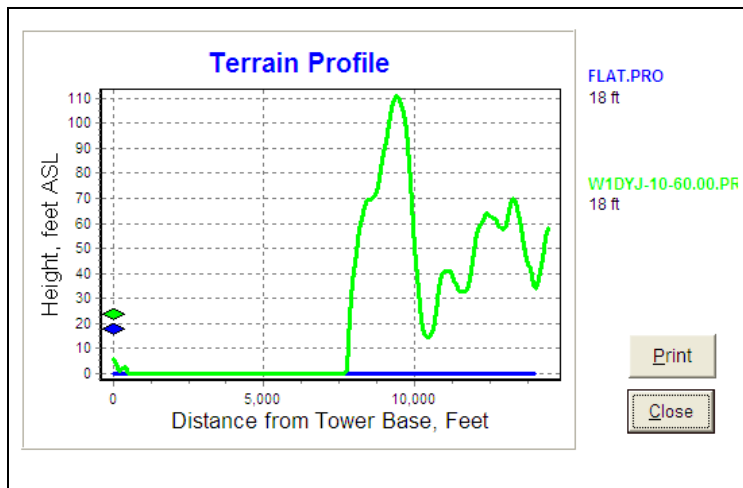 Terrain Profile
FLAT.PRO
18 ft
W1DYJ-10-60.00.PR
18 ft
Height, feet ASL
110
100
90
80
70
60
50
40
30
20
10
0
0
5,000
10,000
Distance from Tower Base, Feet
Print
Close